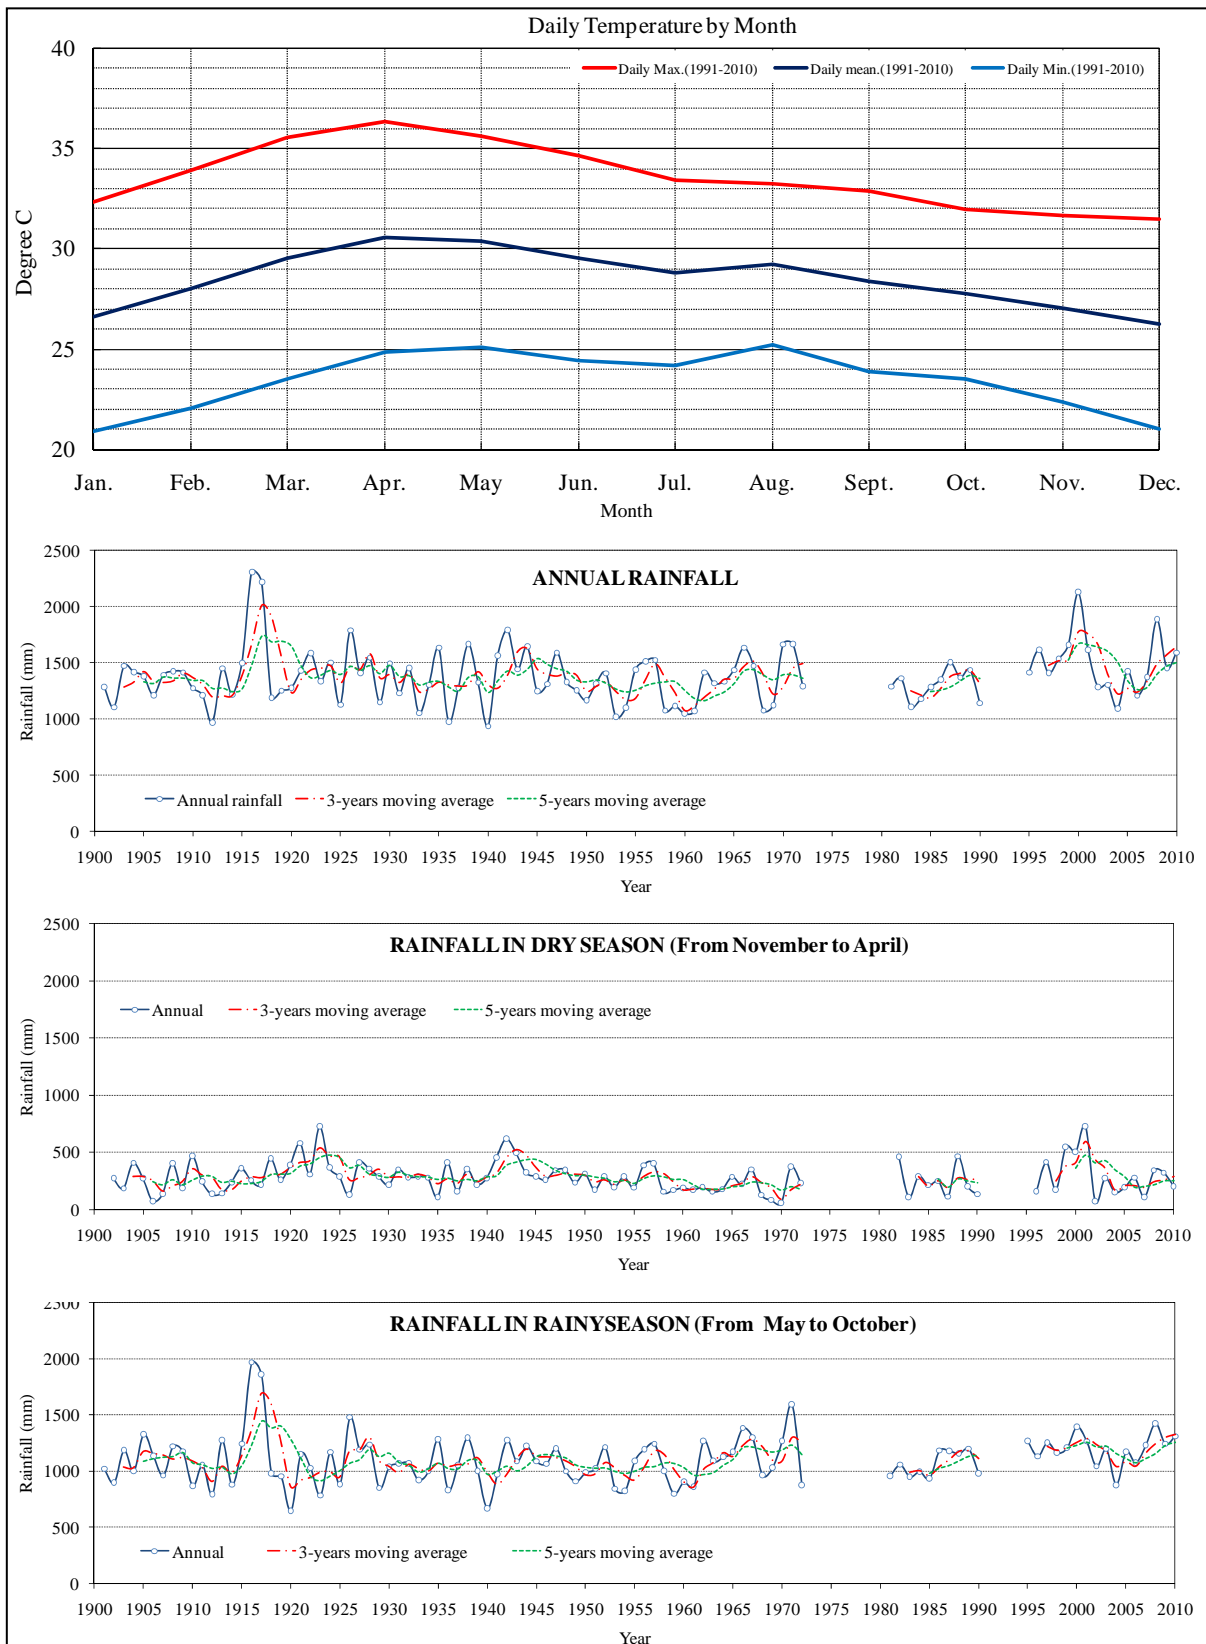 Daily Temperature by Month
40
Daily Max.(1991-2010) Daily mean.(1991-2010) Daily Min.(1991-2010)
35
30
25
20
Degree C
Jan. Feb. Mar. Apr. May Jun. Jul. Aug. Sept. Oct. Nov. Dec.
Month
2500
ANNUAL RAINFALL
2000
1500
1000
500
Annual rainfall 3-years moving average 5-years moving average
0
Rainfall (mm)
1900 1905 1910 1915 1920 1925 1930 1935 1940 1945 1950 1955 1960 1965 1970 1975 1980 1985 1990 1995 2000 2005 2010
Year
2500
RAINFALL IN DRY SEASON (From November to April)
2000
Annual 3-years moving average 5-years moving average
1500
1000
500
0
Rainfall (mm)
1900 1905 1910 1915 1920 1925 1930 1935 1940 1945 1950 1955 1960 1965 1970 1975 1980 1985 1990 1995 2000 2005 2010
Year
2500
RAINFALL IN RAINY SEASON (From May to October)
2000
1500
1000
500
Annual 3-years moving average 5-years moving average
0
Rainfall (mm)
1900 1905 1910 1915 1920 1925 1930 1935 1940 1945 1950 1955 1960 1965 1970 1975 1980 1985 1990 1995 2000 2005 2010
Year